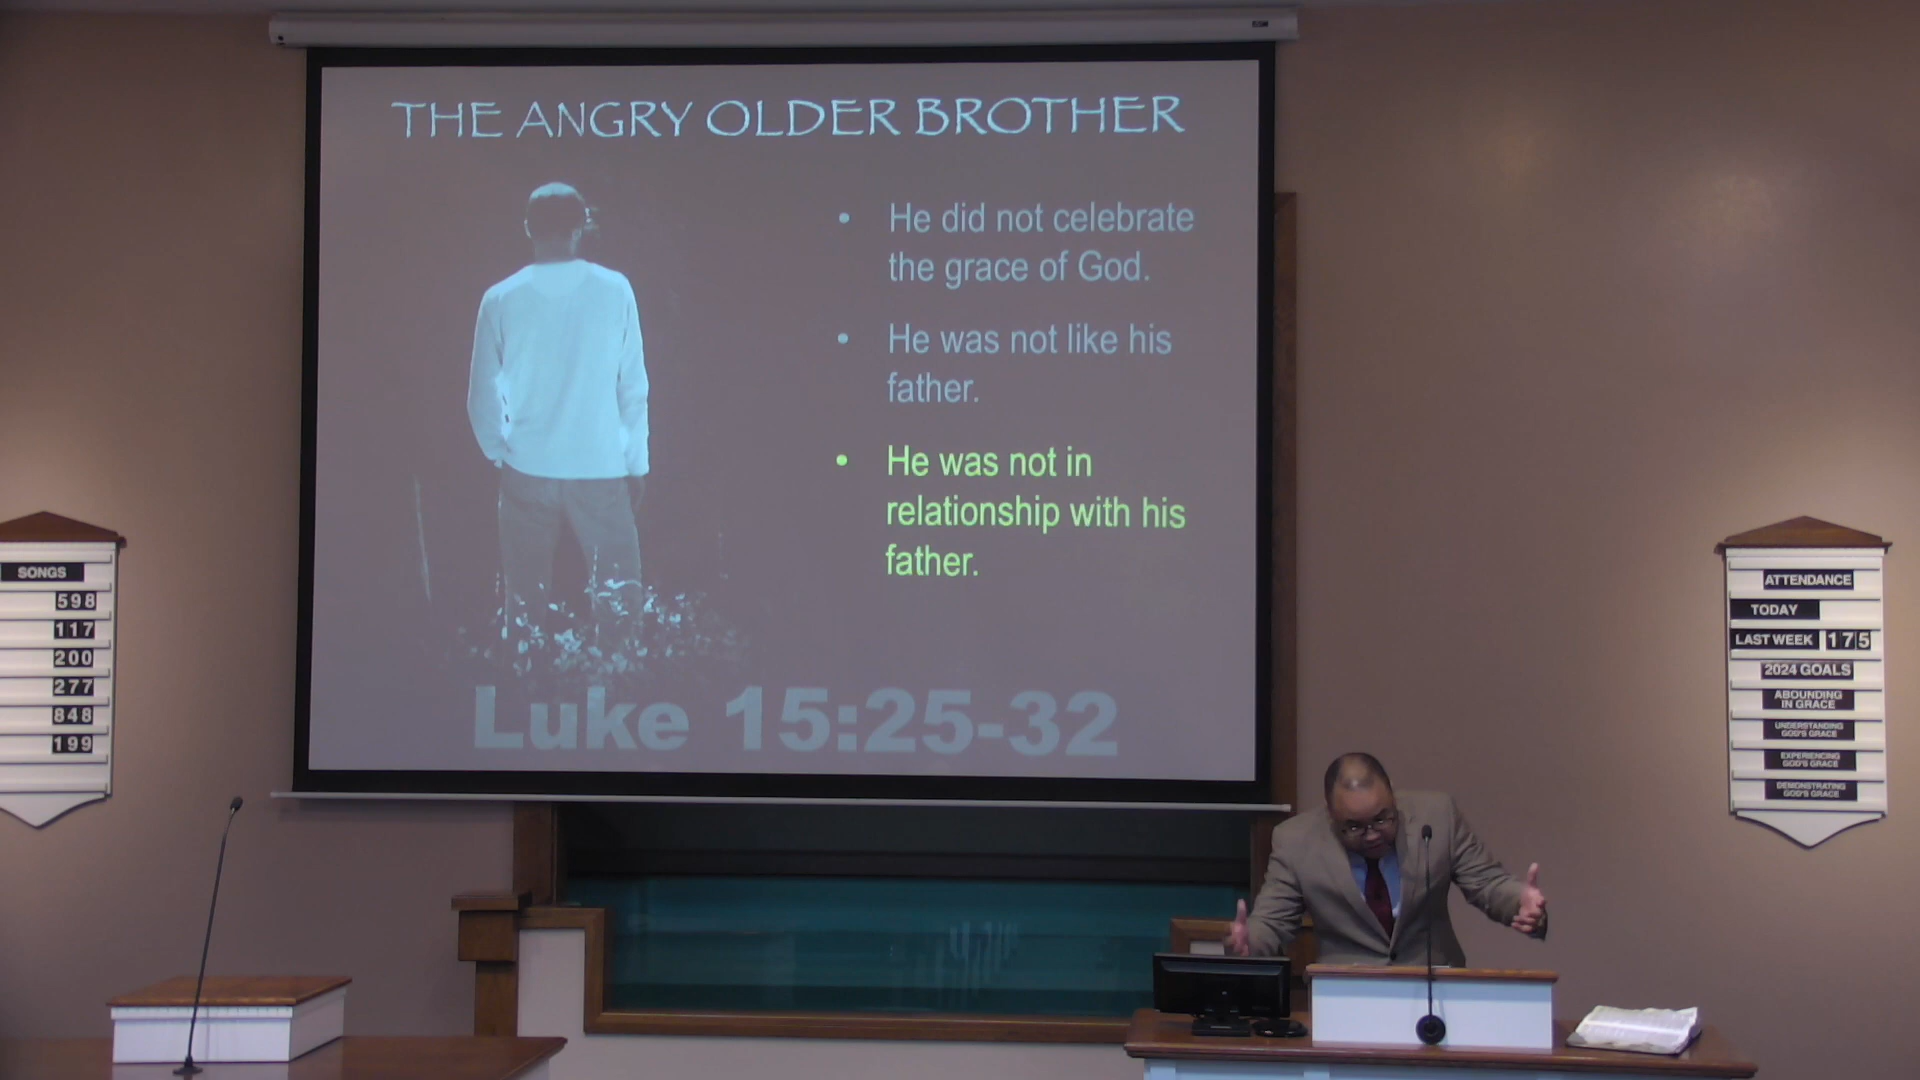 THE ANGRY OLDER BROTHER
• He did not celebrate
the grace of God.
• He was not like his
father.
• He was not in
relationship with his
father.
Luke 15:25-32
SONGS
598
117
200
277
848
199
ATTENDANCE
TODAY
LAST WEEK 175
2024 GOALS
ABOUNDING
IN GRACE
UNDERSTANDING
GOD'S GRACE
EXPERIENCING
GOD'S GRACE
DEMONSTRATING
GOD'S GRACE